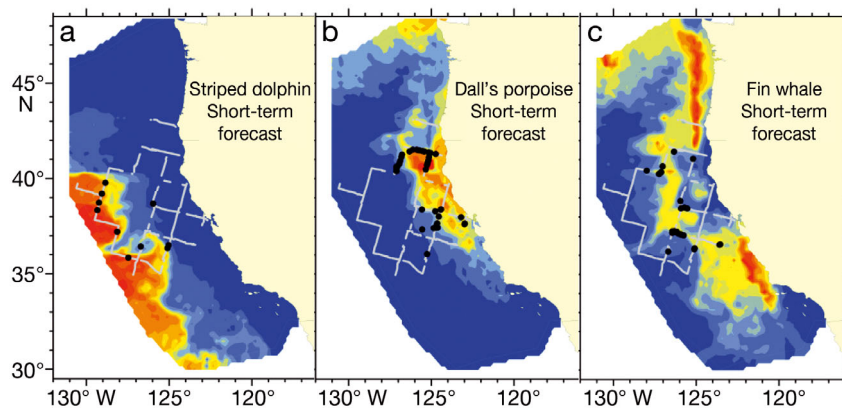 a
b
c
45°
N
40°
35°
30°
Striped dolphin
Short-term
forecast
Dall's porpoise
Short-term
forecast
Fin whale
Short-term
forecast
130° W 125° 120° 130° W 125° 120° 130° W 125° 120°